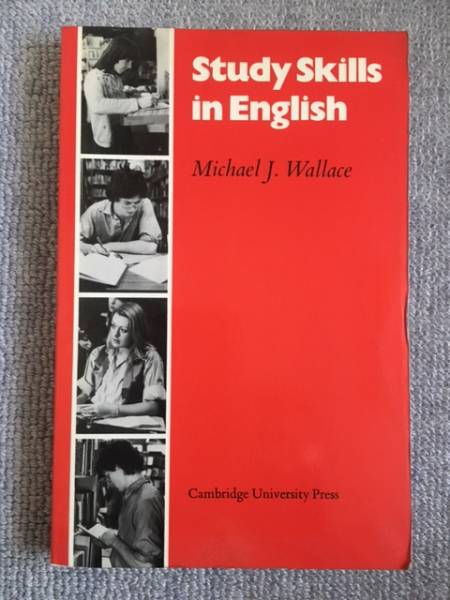 Study Skills
in English
Michael J. Wallace
Cambridge University Press